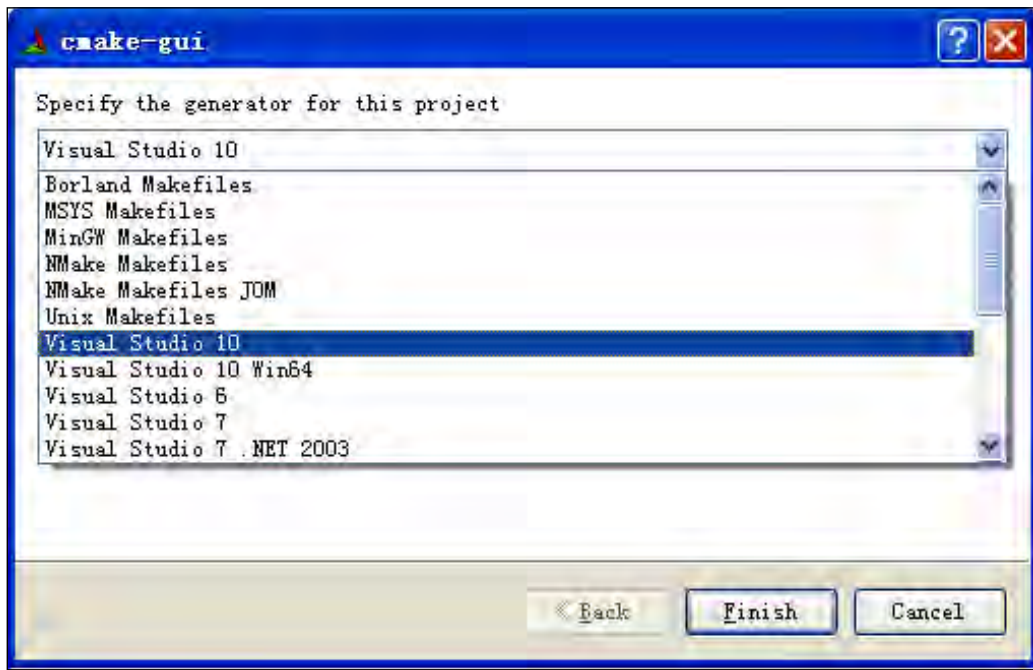 cmake-gui
Specify the generator for this project
Visual Studio 10
Borland Makefiles
MSYS Makefiles
MinGW Makefiles
NMake Makefiles
NMake Makefiles JOM
Unix Makefiles
Visual Studio 10
Visual Studio 10 Win64
Visual Studio 6
Visual Studio 7
Visual Studio 7 .NET 2003
< Back Finish Cancel